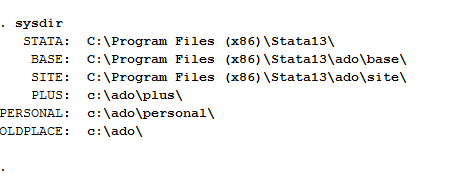 . sysdir
STATA: C:\Program Files (x86)\Stata13\
BASE: C:\Program Files (x86)\Stata13\ado\base\
SITE: C:\Program Files (x86)\Stata13\ado\site\
PLUS: c:\ado\plus\
PERSONAL: c:\ado\personal\
OLDPLACE: c:\ado\
.